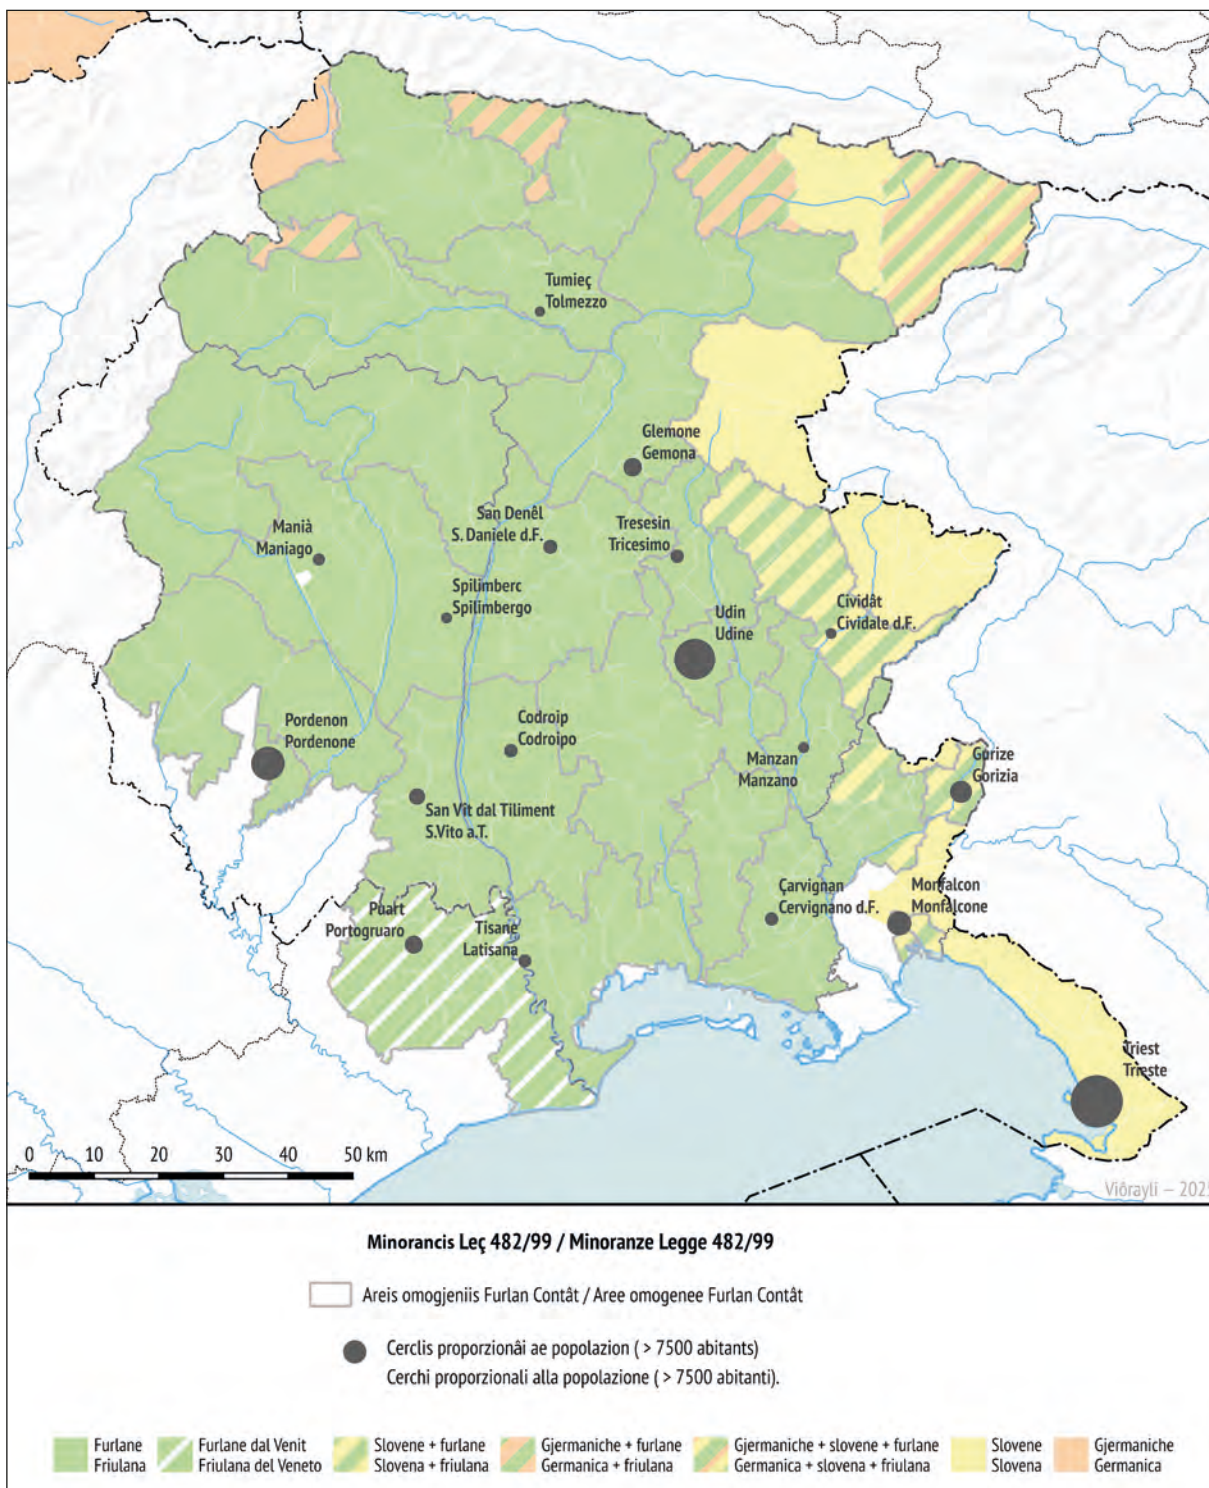 Tumieç
Tolmezzo
Glemone
Gemona
San Denêl
S. Daniele d.F.
Tresesin
Tricesimo
Manià
Maniago
Spilimberc
Spilimbergo
Udin
Udine
Cividât
Cividale d.F.
Pordenon
Pordenone
Codroip
Codroipo
Manzan
Manzano
Gurize
Gorizia
San Vit dal Tiliment
S.Vito a.T.
Çarvignan
Cervignano d.F.
Monfalcon
Monfalcone
Puart
Portogruaro
Tisane
Latisana
Triest
Trieste
0 10 20 30 40 50 km
Viôrayli – 202
Minorancis Leç 482/99 / Minoranze Legge 482/99
Areis omogjeniis Furlan Contât / Aree omogenee Furlan Contât
Cerclis proporzionâi ae popolazion ( > 7500 abitants)
Cerchi proporzionali alla popolazione ( > 7500 abitanti).
Furlane
Friulana
Furlane dal Venit
Friulana del Veneto
Slovene + furlane
Slovena + friulana
Gjermaniche + furlane
Germanica + friulana
Gjermaniche + slovene + furlane
Germanica + slovena + friulana
Slovene
Slovena
Gjermaniche
Germanica